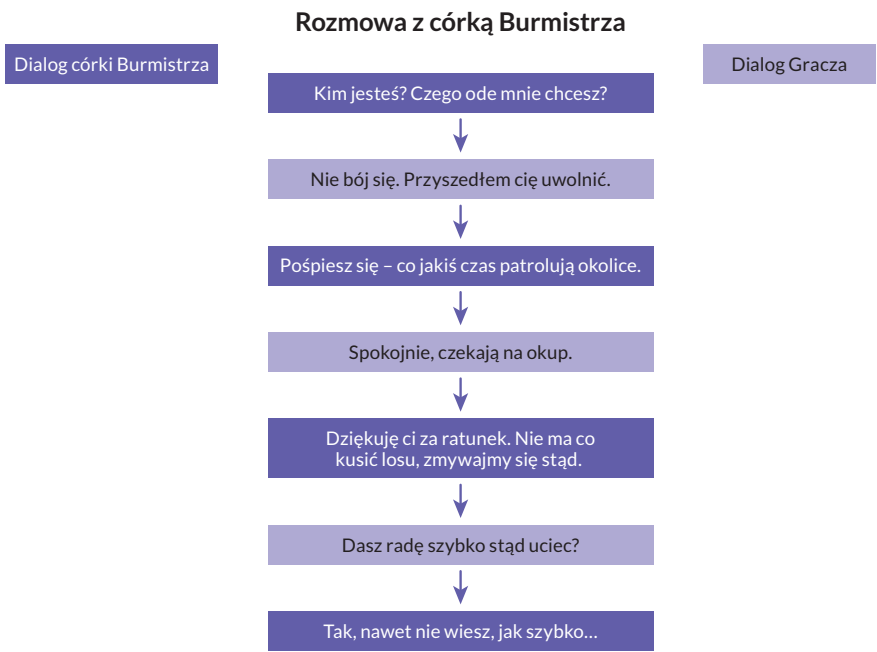 Rozmowa z córką Burmistrza
Dialog córki Burmistrza
Dialog Gracza
Kim jesteś? Czego ode mnie chcesz?
Nie bój się. Przyszedłem cię uwolnić.
Pośpiesz się – co jakiś czas patrolują okolice.
Spokojnie, czekają na okup.
Dziękuję ci za ratunek. Nie ma co
kusić losu, zmywajmy się stąd.
Dasz radę szybko stąd uciec?
Tak, nawet nie wiesz, jak szybko...